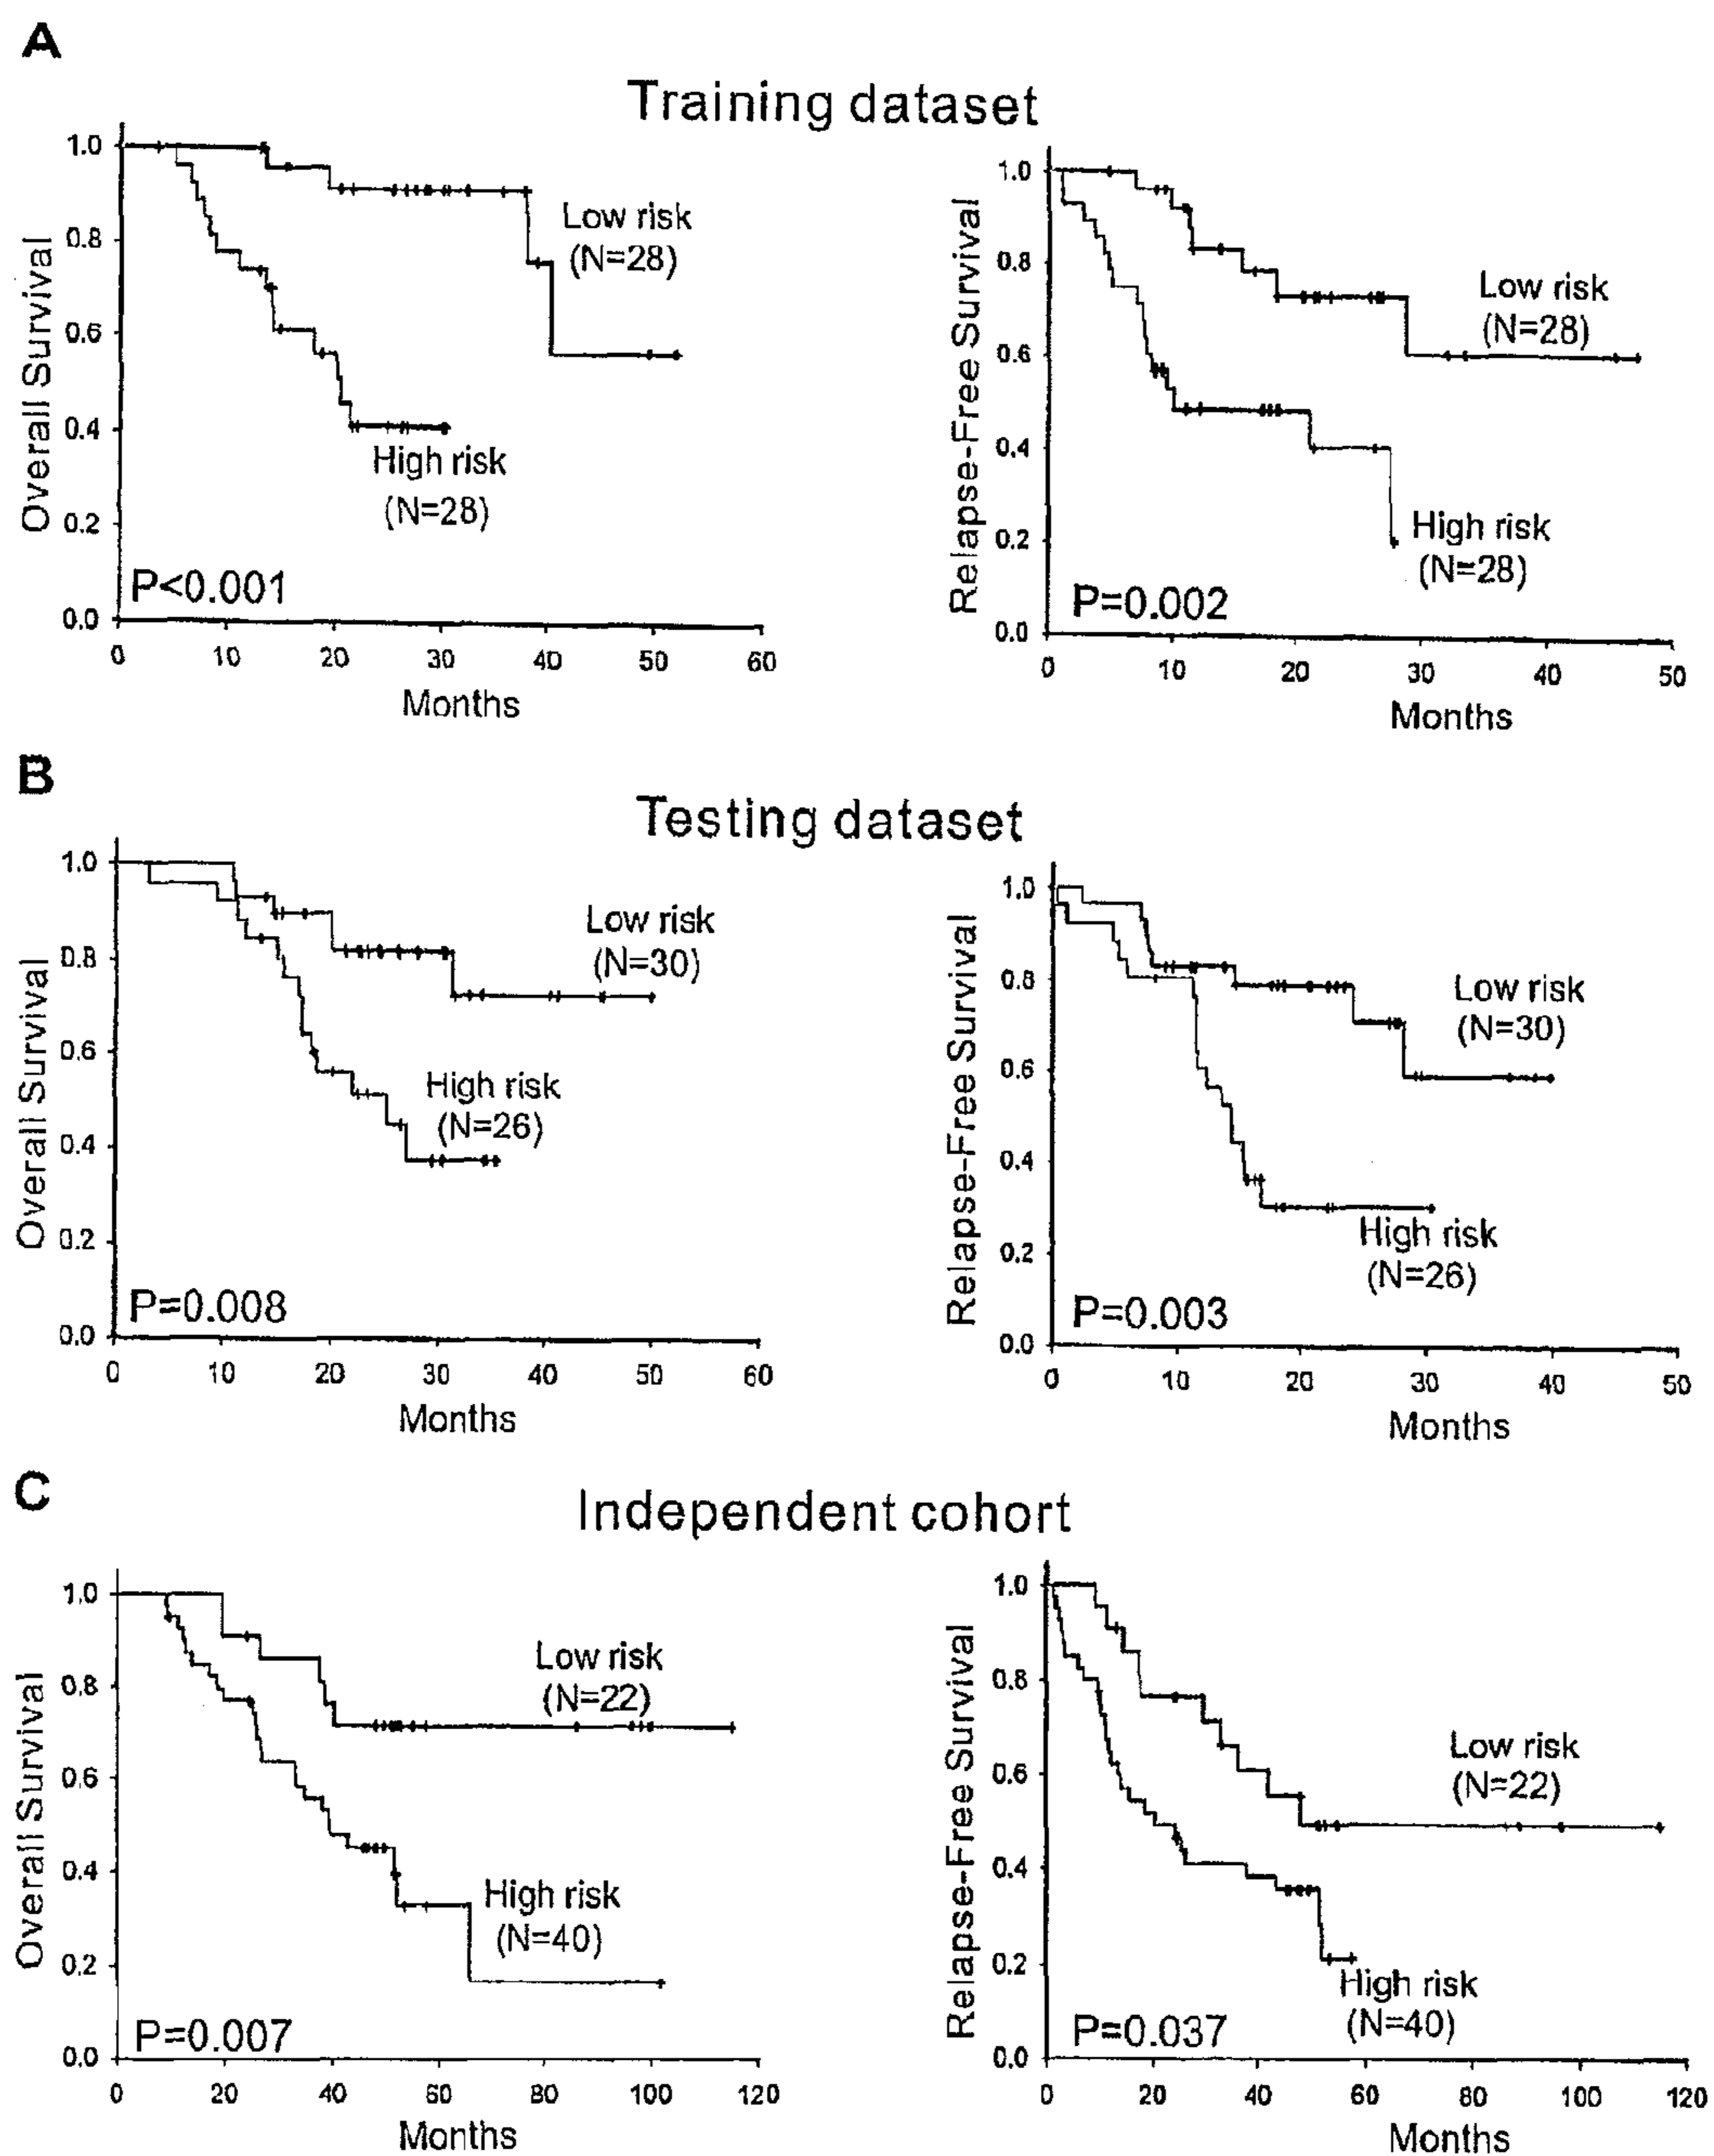 A
Training dataset
Overall Survival
1.0
0.8
0.6
0.4
0.2
0.0
Low risk
(N=28)
High risk
(N=28)
P<0.001
0 10 20 30 40 50 60
Months
Relapse-Free Survival
1.0
0.8
0.6
0.4
0.2
0.0
Low risk
(N=28)
High risk
(N=28)
P=0.002
0 10 20 30 40 50
Months
B
Testing dataset
Overall Survival
1.0
0.8
0.6
0.4
0.2
0.0
Low risk
(N=30)
High risk
(N=26)
P=0.008
0 10 20 30 40 50 60
Months
Relapse-Free Survival
1.0
0.8
0.6
0.4
0.2
0.0
Low risk
(N=30)
High risk
(N=26)
P=0.003
0 10 20 30 40 50
Months
C
Independent cohort
Overall Survival
1.0
0.8
0.6
0.4
0.2
0.0
Low risk
(N=22)
High risk
(N=40)
P=0.007
0 20 40 60 80 100 120
Months
Relapse-Free Survival
1.0
0.8
0.6
0.4
0.2
0.0
Low risk
(N=22)
High risk
(N=40)
P=0.037
0 20 40 60 80 100 120
Months